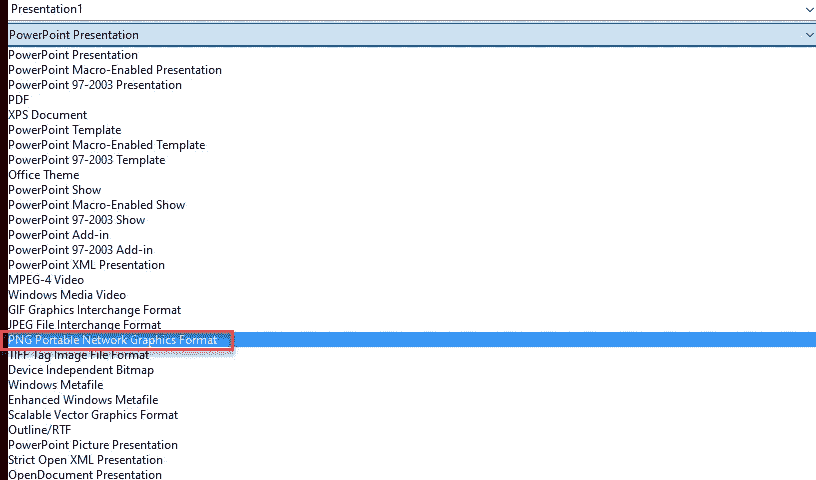 Presentation1
PowerPoint Presentation
PowerPoint Presentation
PowerPoint Macro-Enabled Presentation
PowerPoint 97-2003 Presentation
PDF
XPS Document
PowerPoint Template
PowerPoint Macro-Enabled Template
PowerPoint 97-2003 Template
Office Theme
PowerPoint Show
PowerPoint Macro-Enabled Show
PowerPoint 97-2003 Show
PowerPoint Add-in
PowerPoint 97-2003 Add-in
PowerPoint XML Presentation
MPEG-4 Video
Windows Media Video
GIF Graphics Interchange Format
JPEG File Interchange Format
PNG Portable Network Graphics Format
TIFF Tag Image File Format
Device Independent Bitmap
Windows Metafile
Enhanced Windows Metafile
Scalable Vector Graphics Format
Outline/RTF
PowerPoint Picture Presentation
Strict Open XML Presentation
OpenDocument Presentation